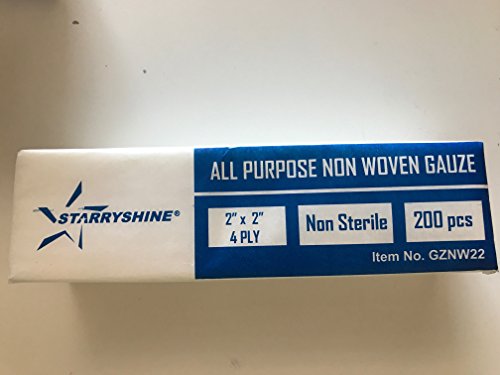 STARRYSHINE®
ALL PURPOSE NON WOVEN GAUZE
2" x 2"
4 PLY
Non Sterile
200 pcs
Item No. GZNW22